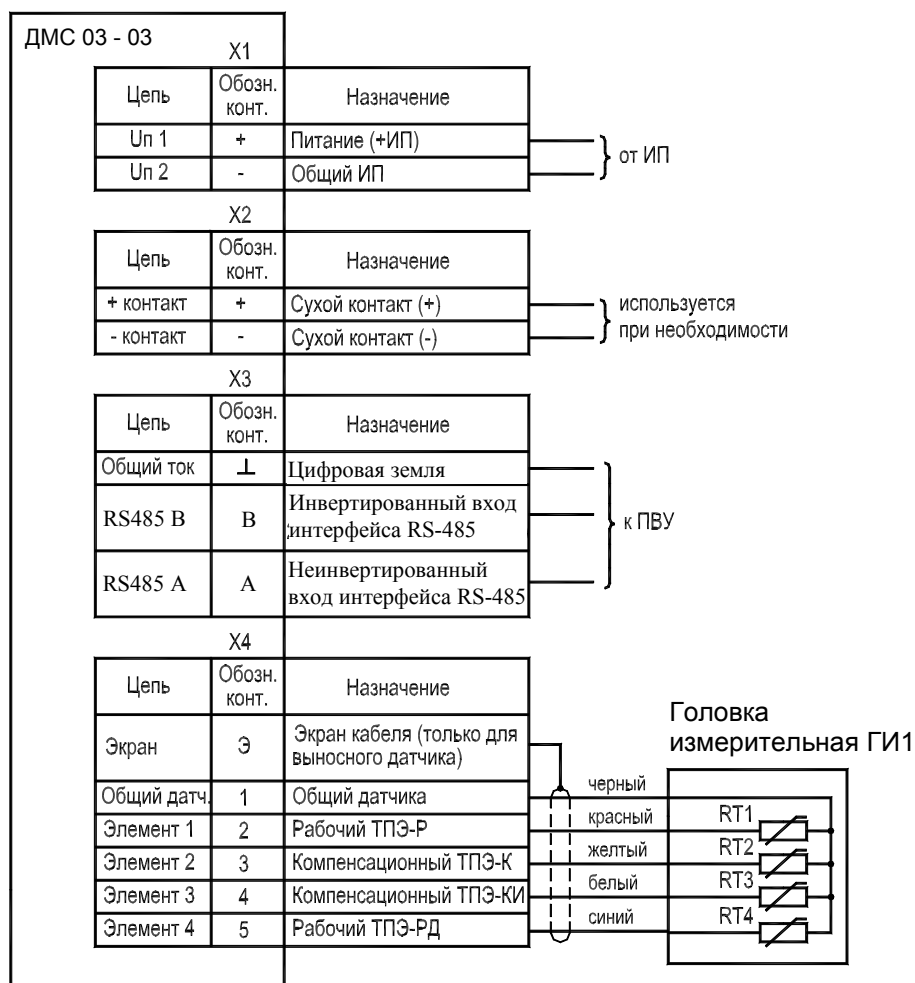 ДМС 03 - 03
X1
Цепь Обозн. конт. Назначение
Uп 1 + Питание (+ИП)
Uп 2 - Общий ИП
от ИП
X2
Цепь Обозн. конт. Назначение
+ контакт + Сухой контакт (+)
- контакт - Сухой контакт (-)
используется
при необходимости
X3
Цепь Обозн. конт. Назначение
Общий ток ⊥ Цифровая земля
RS485 B B Инвертированный вход
интерфейса RS-485
RS485 A A Неинвертированный
вход интерфейса RS-485
к ПВУ
X4
Цепь Обозн. конт. Назначение
Экран Э Экран кабеля (только для
выносного датчика)
Общий датч. 1 Общий датчика
Элемент 1 2 Рабочий ТПЭ-Р
Элемент 2 3 Компенсационный ТПЭ-К
Элемент 3 4 Компенсационный ТПЭ-КИ
Элемент 4 5 Рабочий ТПЭ-РД
черный
красный
желтый
белый
синий
Головка
измерительная ГИ1
RT1
RT2
RT3
RT4